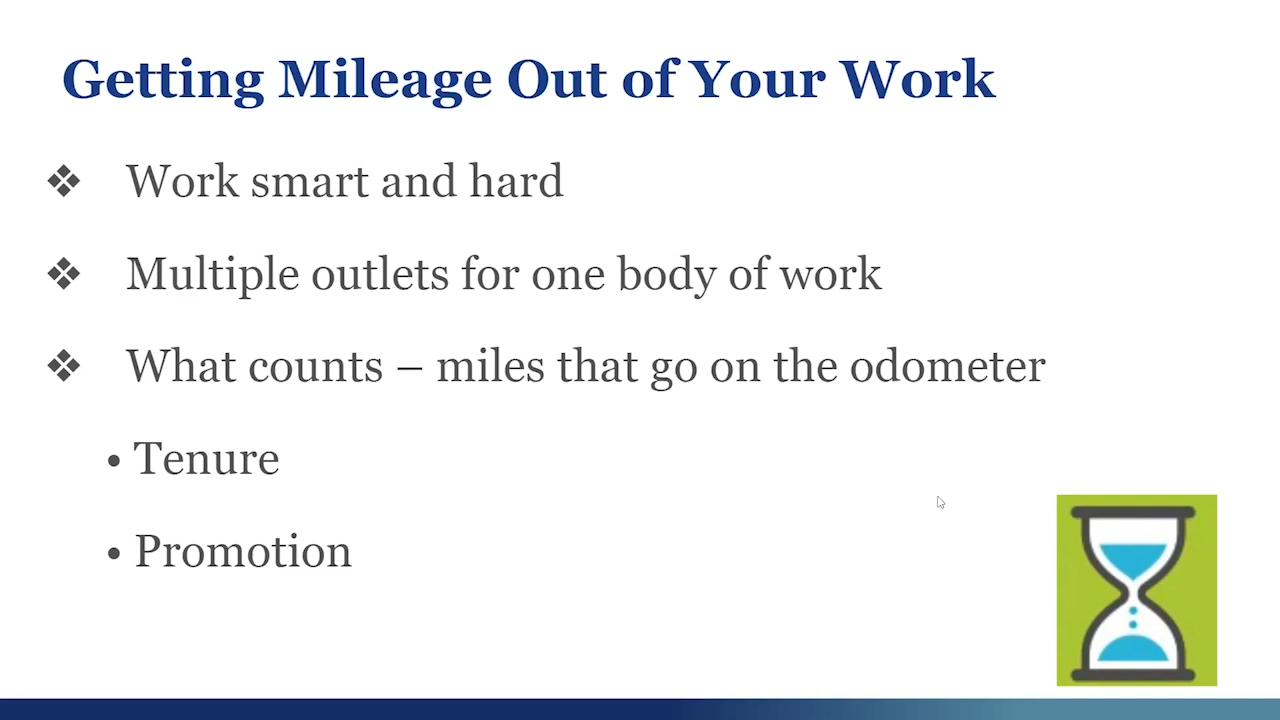 Getting Mileage Out of Your Work
❖ Work smart and hard
❖ Multiple outlets for one body of work
❖ What counts – miles that go on the odometer
• Tenure
• Promotion